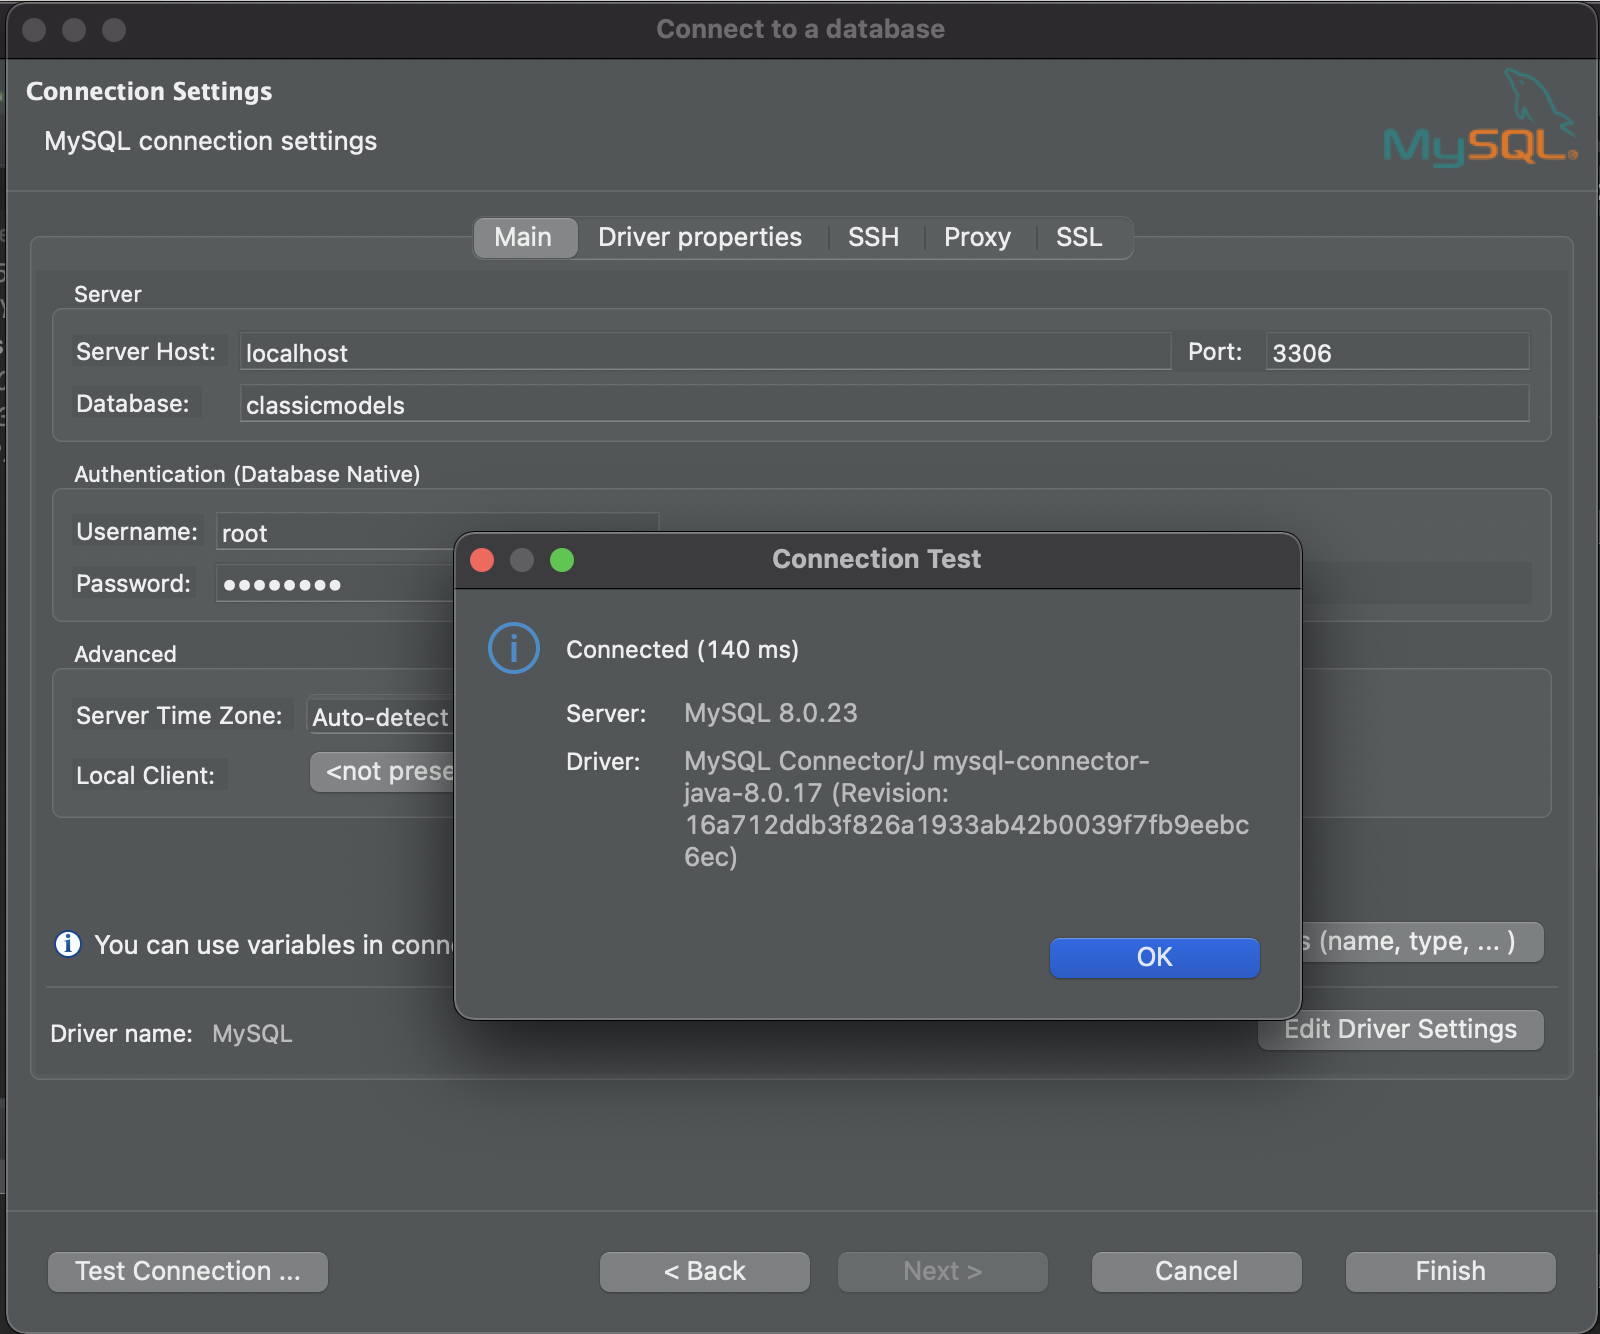 Connect to a database
Connection Settings
MySQL connection settings
MySQL®
Main Driver properties SSH Proxy SSL
Server
Server Host: localhost Port: 3306
Database: classicmodels
Authentication (Database Native)
Username: root
Password: ••••••••
Connection Test
Connected (140 ms)
Server: MySQL 8.0.23
Driver: MySQL Connector/J mysql-connector-
java-8.0.17 (Revision:
16a712ddb3f826a1933ab42b0039f7fb9eebc
6ec)
OK
Advanced
Server Time Zone: Auto-detect
Local Client: <not prese
You can use variables in conn
s (name, type, ... )
Driver name: MySQL
Edit Driver Settings
Test Connection ... < Back Next > Cancel Finish